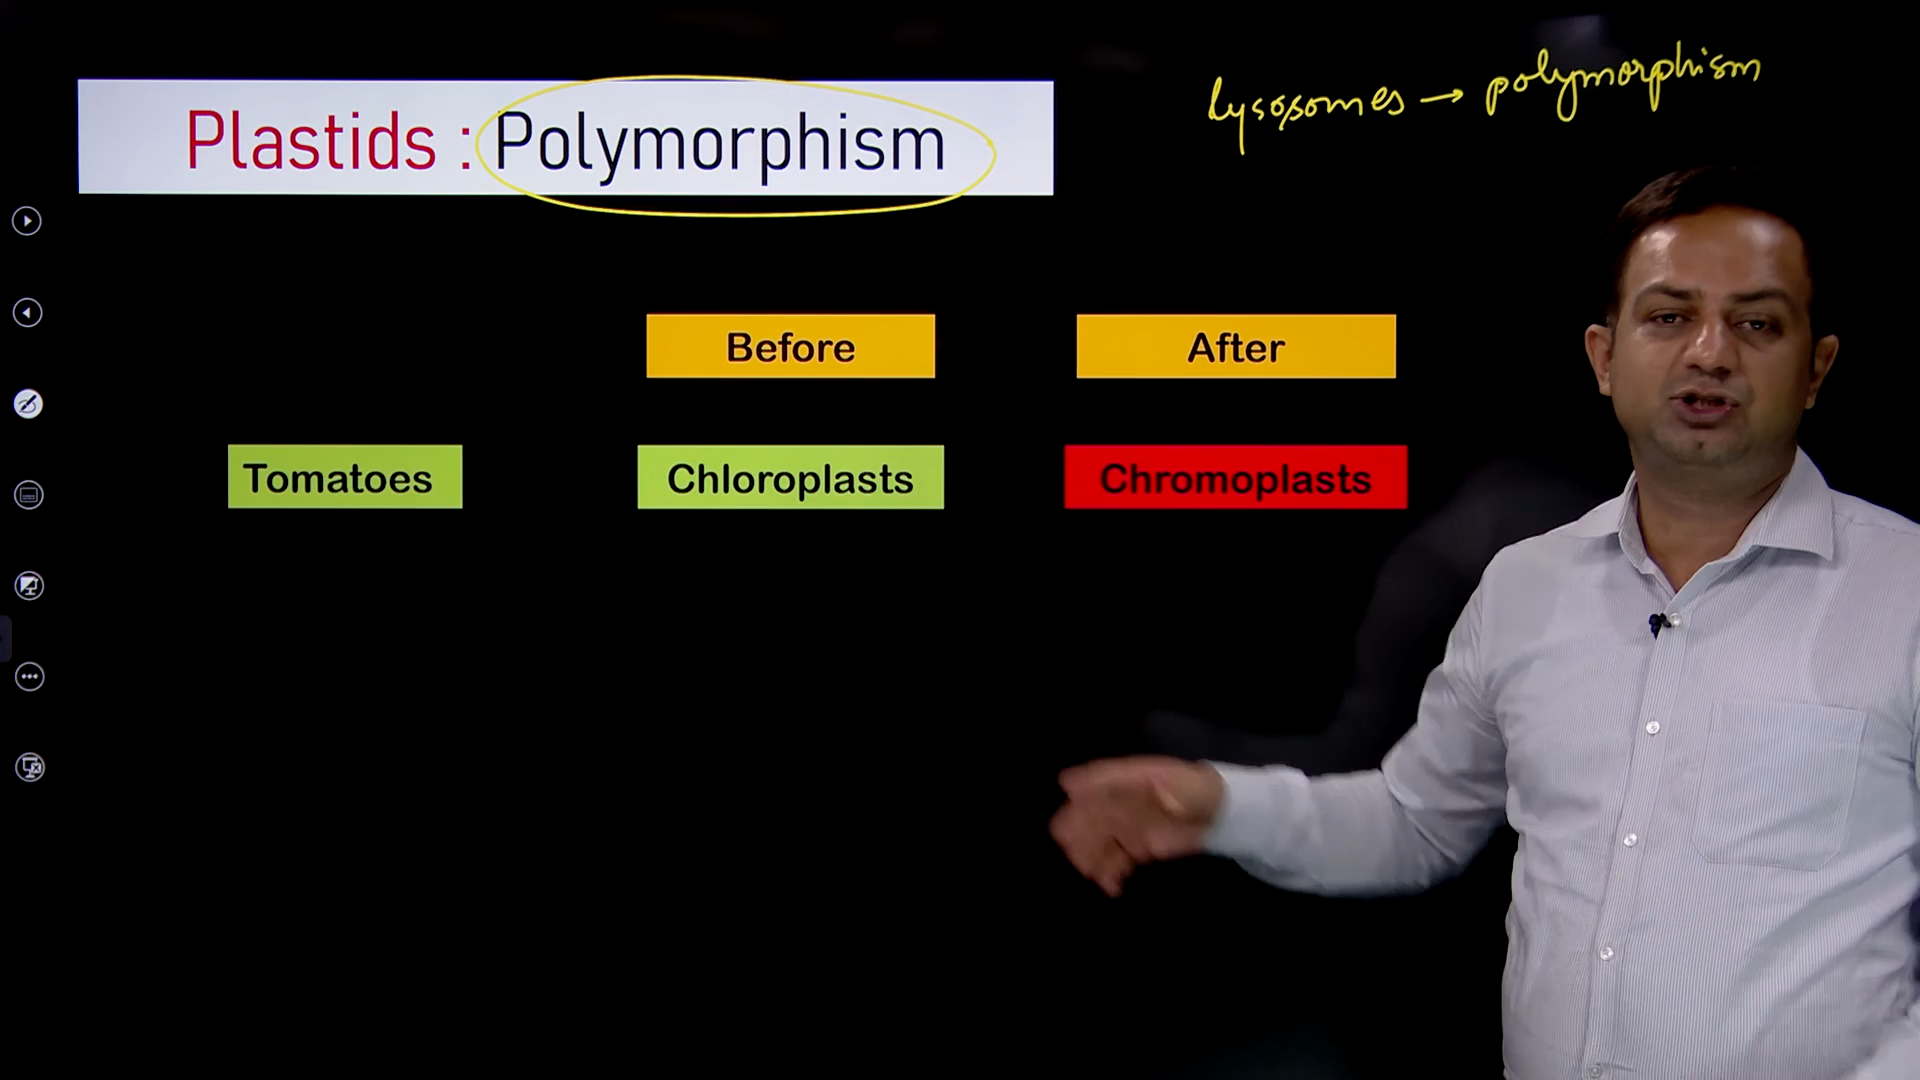 Plastids : Polymorphism
lysosomes → polymorphism
Before After
Tomatoes Chloroplasts Chromoplasts